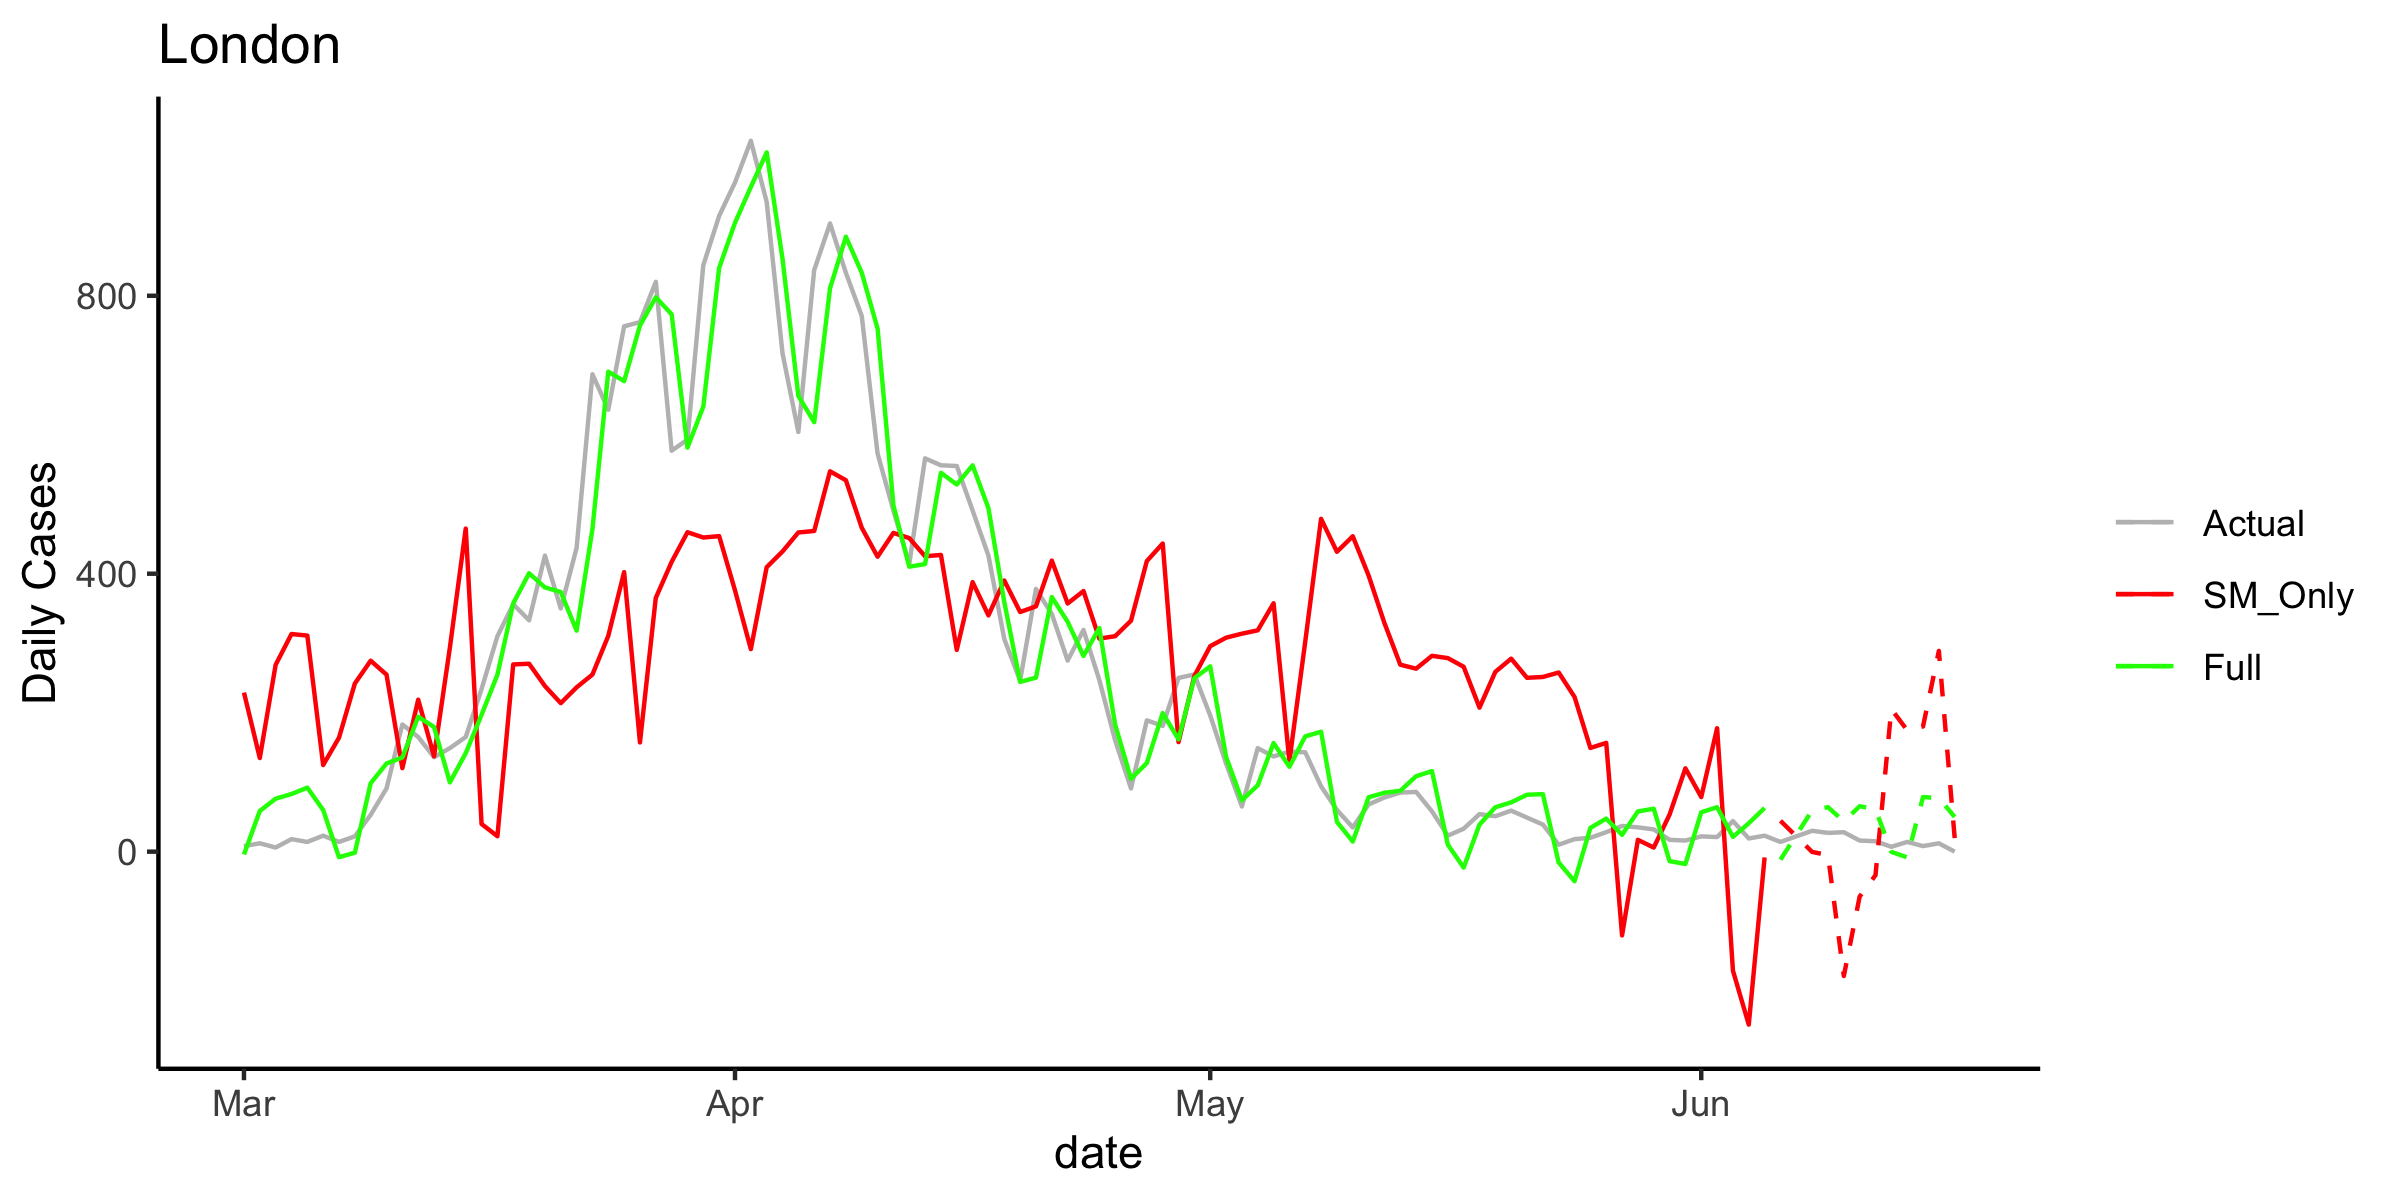 London
Daily Cases
800
400
0
Mar
Apr
May
Jun
date
Actual
SM_Only
Full